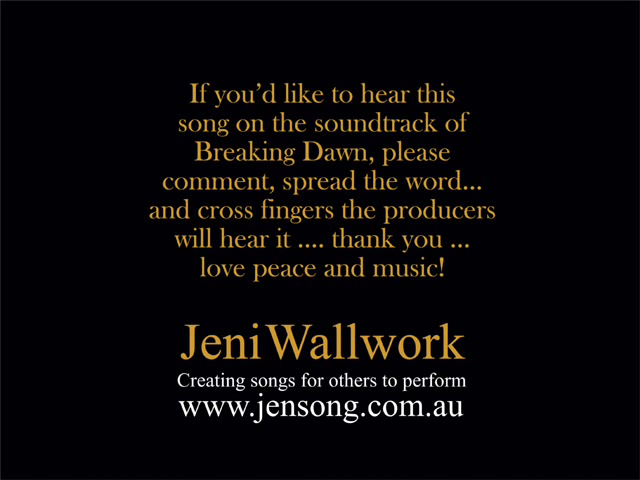 If you’d like to hear this
song on the soundtrack of
Breaking Dawn, please
comment, spread the word...
and cross fingers the producers
will hear it .... thank you ...
love peace and music!
Jeni Wallwork
Creating songs for others to perform
www.jensong.com.au